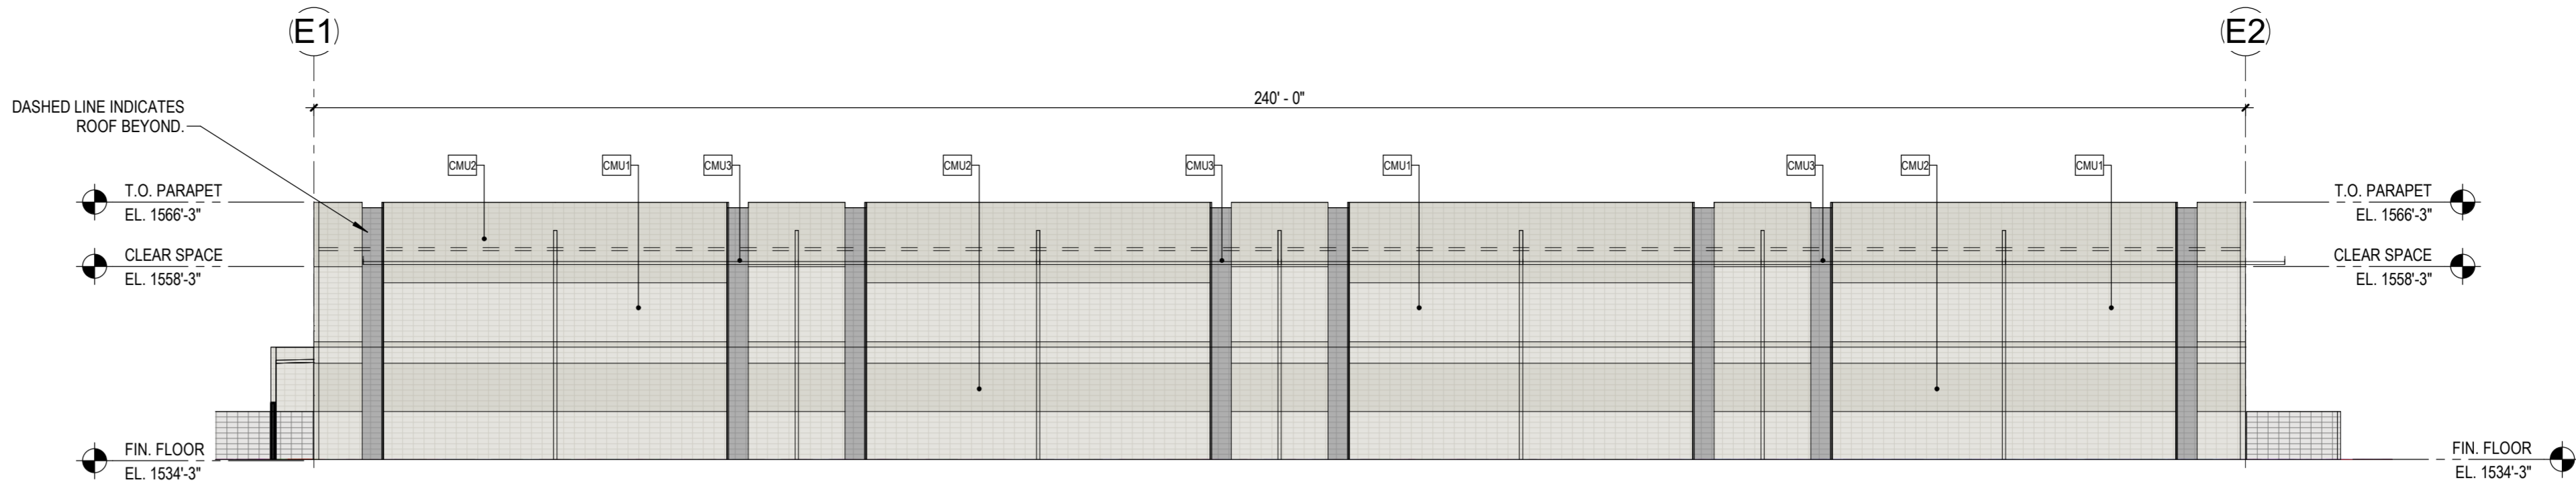 E1
E2
240' - 0"
DASHED LINE INDICATES
ROOF BEYOND.
CMU2
CMU1
CMU3
CMU2
CMU3
CMU1
CMU3
CMU2
CMU1
T.O. PARAPET
EL. 1566'-3"
T.O. PARAPET
EL. 1566'-3"
CLEAR SPACE
EL. 1558'-3"
CLEAR SPACE
EL. 1558'-3"
FIN. FLOOR
EL. 1534'-3"
FIN. FLOOR
EL. 1534'-3"